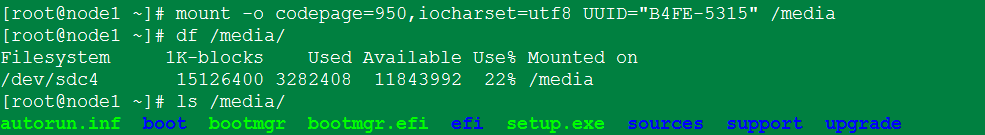 [root@node1 ~]# mount -o codepage=950,iocharset=utf8 UUID="B4FE-5315" /media
[root@node1 ~]# df /media/
Filesystem     1K-blocks    Used Available Use% Mounted on
/dev/sdc4       15126400 3282408  11843992  22% /media
[root@node1 ~]# ls /media/
autorun.inf  boot  bootmgr  bootmgr.efi  efi  setup.exe  sources  support  upgrade